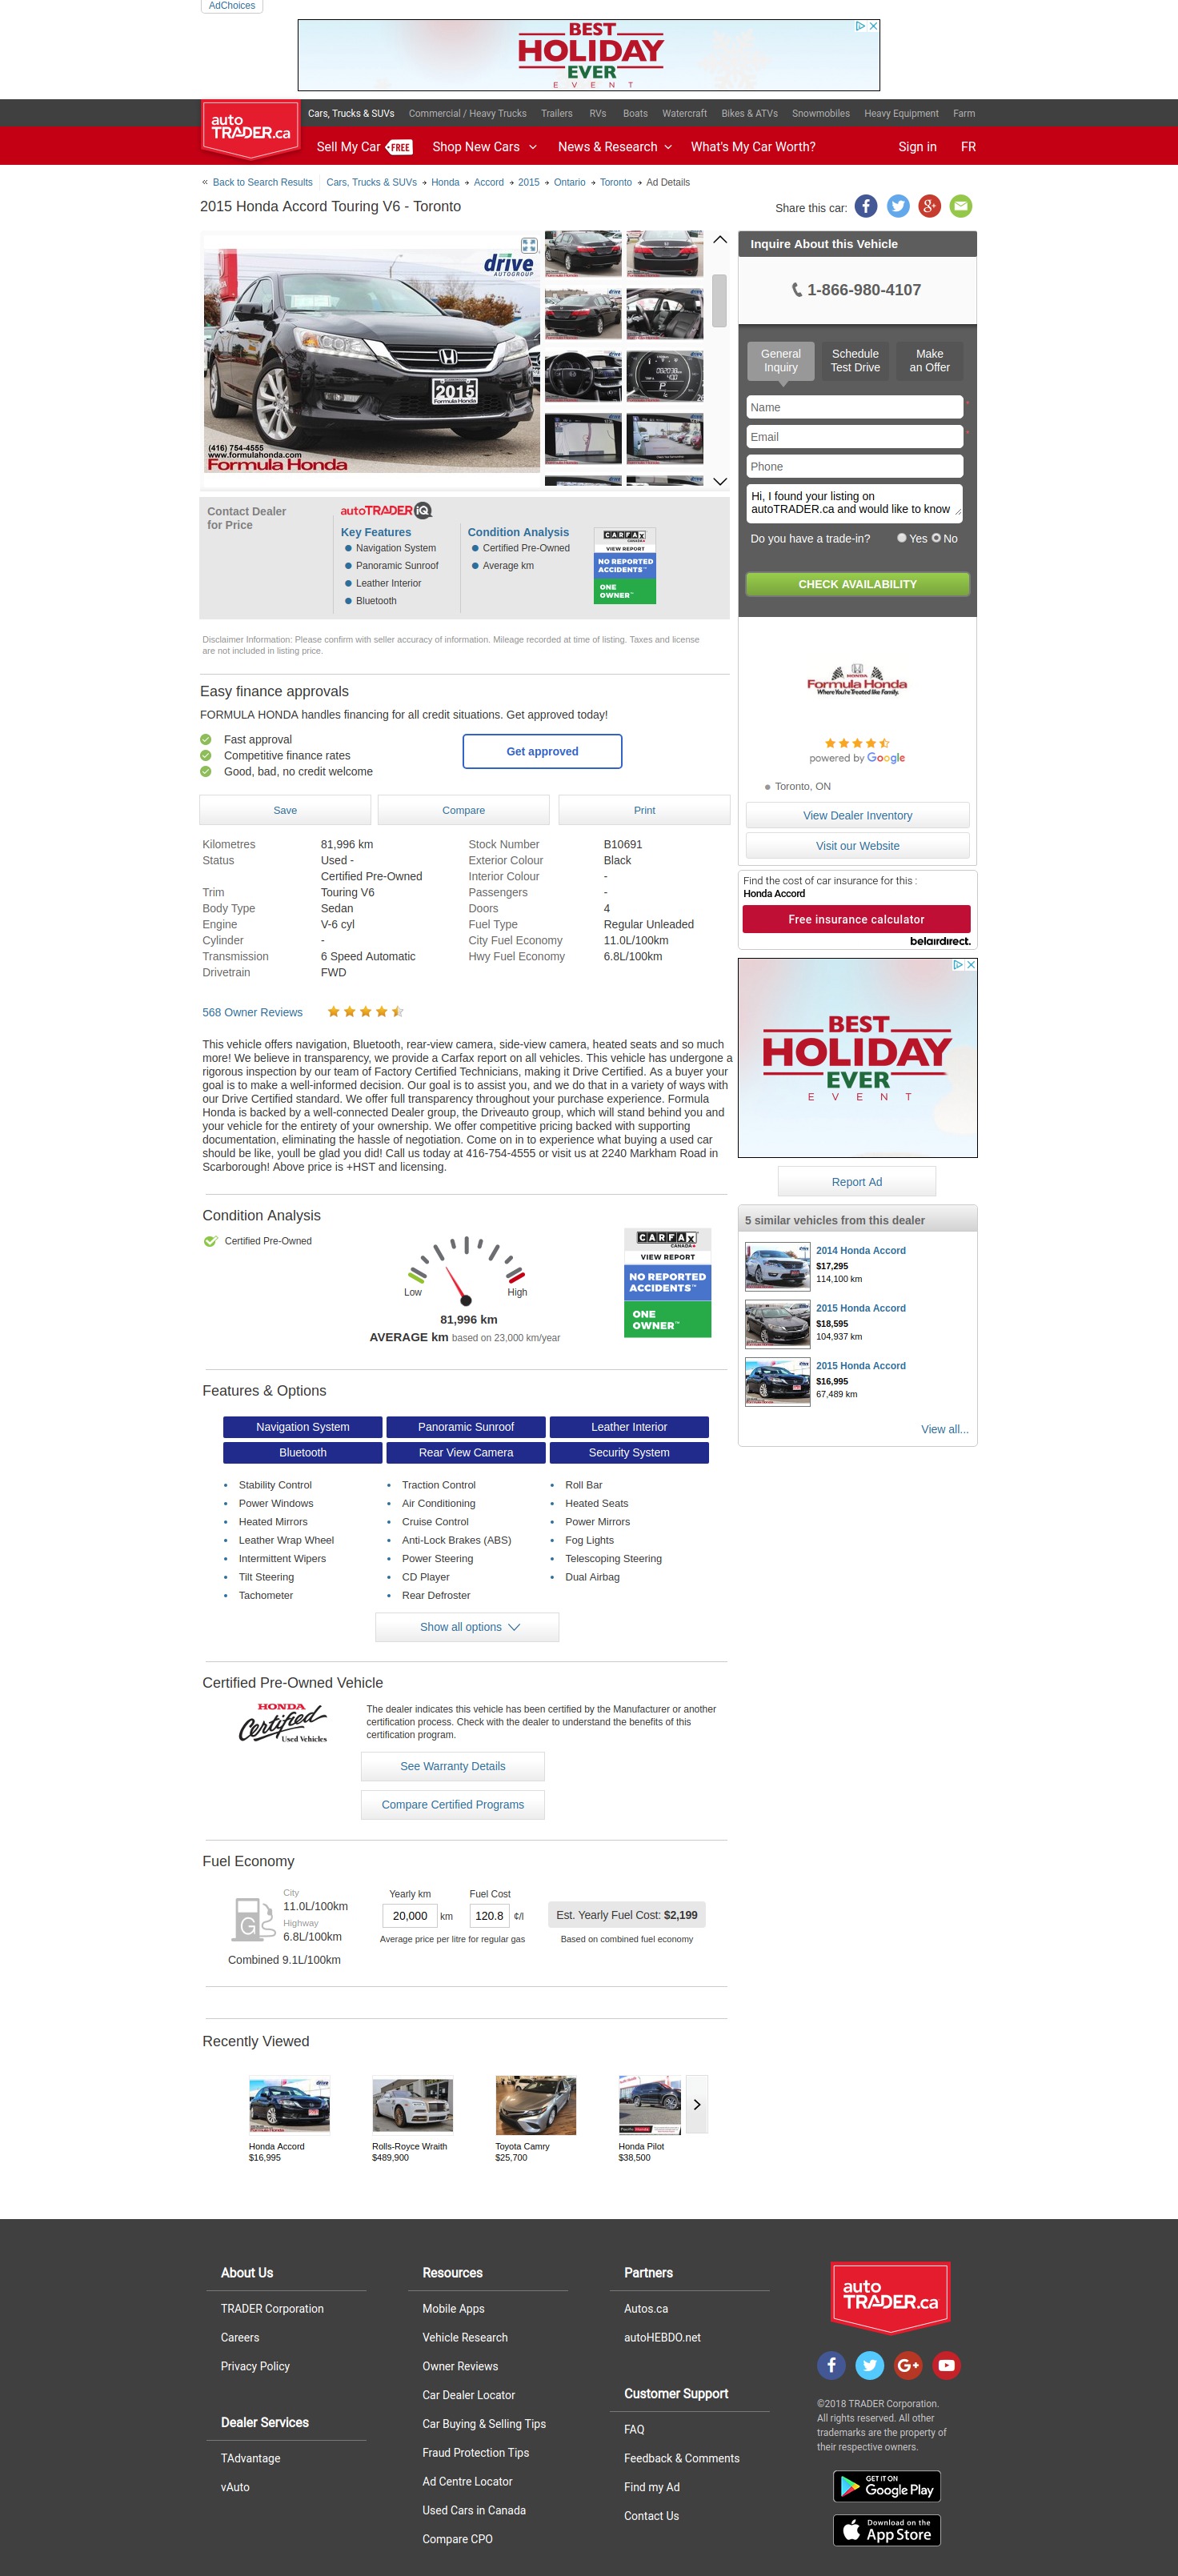 AdChoices
BEST
HOLIDAY
EVER
EVENT
auto
TRADER.ca
Cars, Trucks & SUVs Commercial / Heavy Trucks Trailers RVs Boats Watercraft Bikes & ATVs Snowmobiles Heavy Equipment Farm
Sell My Car FREE Shop New Cars News & Research What's My Car Worth? Sign in FR
« Back to Search Results Cars, Trucks & SUVs Honda Accord 2015 Ontario Toronto Ad Details
2015 Honda Accord Touring V6 - Toronto
Share this car:
drive
AUTOGROUP
2015
Formula Honda
(416) 754-4555
www.formulahonda.com
Formula Honda
Inquire About this Vehicle
1-866-980-4107
General
Inquiry
Schedule
Test Drive
Make
an Offer
Name
Email
Phone
Hi, I found your listing on
autoTRADER.ca and would like to know
Do you have a trade-in? Yes No
CHECK AVAILABILITY
Contact Dealer
for Price
autoTRADER iQ
Key Features
Navigation System
Panoramic Sunroof
Leather Interior
Bluetooth
Condition Analysis
Certified Pre-Owned
Average km
CARFAX
CANADA
VIEW REPORT
NO REPORTED
ACCIDENTS™
ONE
OWNER™
Disclaimer Information: Please confirm with seller accuracy of information. Mileage recorded at time of listing. Taxes and license
are not included in listing price.
Easy finance approvals
FORMULA HONDA handles financing for all credit situations. Get approved today!
Fast approval
Competitive finance rates
Good, bad, no credit welcome
Get approved
HONDA
Formula Honda
Where You're Treated like Family.
powered by Google
Toronto, ON
View Dealer Inventory
Visit our Website
Save Compare Print
Kilometres 81,996 km Stock Number B10691
Status Used - Exterior Colour Black
Certified Pre-Owned Interior Colour -
Trim Touring V6 Passengers -
Body Type Sedan Doors 4
Engine V-6 cyl Fuel Type Regular Unleaded
Cylinder - City Fuel Economy 11.0L/100km
Transmission 6 Speed Automatic Hwy Fuel Economy 6.8L/100km
Drivetrain FWD
Find the cost of car insurance for this :
Honda Accord
Free insurance calculator
belairdirect.
568 Owner Reviews
This vehicle offers navigation, Bluetooth, rear-view camera, side-view camera, heated seats and so much
more! We believe in transparency, we provide a Carfax report on all vehicles. This vehicle has undergone a
rigorous inspection by our team of Factory Certified Technicians, making it Drive Certified. As a buyer your
goal is to make a well-informed decision. Our goal is to assist you, and we do that in a variety of ways with
our Drive Certified standard. We offer full transparency throughout your purchase experience. Formula
Honda is backed by a well-connected Dealer group, the Driveauto group, which will stand behind you and
your vehicle for the entirety of your ownership. We offer competitive pricing backed with supporting
documentation, eliminating the hassle of negotiation. Come on in to experience what buying a used car
should be like, youll be glad you did! Call us today at 416-754-4555 or visit us at 2240 Markham Road in
Scarborough! Above price is +HST and licensing.
BEST
HOLIDAY
EVER
EVENT
Report Ad
Condition Analysis
Certified Pre-Owned
Low High
81,996 km
AVERAGE km based on 23,000 km/year
CARFAX
CANADA
VIEW REPORT
NO REPORTED
ACCIDENTS™
ONE
OWNER™
5 similar vehicles from this dealer
2014 Honda Accord
$17,295
114,100 km
2015 Honda Accord
$18,595
104,937 km
2015 Honda Accord
$16,995
67,489 km
View all...
Features & Options
Navigation System Panoramic Sunroof Leather Interior
Bluetooth Rear View Camera Security System
Stability Control Traction Control Roll Bar
Power Windows Air Conditioning Heated Seats
Heated Mirrors Cruise Control Power Mirrors
Leather Wrap Wheel Anti-Lock Brakes (ABS) Fog Lights
Intermittent Wipers Power Steering Telescoping Steering
Tilt Steering CD Player Dual Airbag
Tachometer Rear Defroster
Show all options
Certified Pre-Owned Vehicle
HONDA
Certified
Used Vehicles
The dealer indicates this vehicle has been certified by the Manufacturer or another
certification process. Check with the dealer to understand the benefits of this
certification program.
See Warranty Details
Compare Certified Programs
Fuel Economy
G
City
11.0L/100km
Highway
6.8L/100km
Combined 9.1L/100km
Yearly km Fuel Cost
20,000 km 120.8 ¢/l
Average price per litre for regular gas
Est. Yearly Fuel Cost: $2,199
Based on combined fuel economy
Recently Viewed
Honda Accord
$16,995
Rolls-Royce Wraith
$489,900
Toyota Camry
$25,700
Honda Pilot
$38,500
About Us
TRADER Corporation
Careers
Privacy Policy
Dealer Services
TAdvantage
vAuto
Resources
Mobile Apps
Vehicle Research
Owner Reviews
Car Dealer Locator
Car Buying & Selling Tips
Fraud Protection Tips
Ad Centre Locator
Used Cars in Canada
Compare CPO
Partners
Autos.ca
autoHEBDO.net
Customer Support
FAQ
Feedback & Comments
Find my Ad
Contact Us
auto
TRADER.ca
©2018 TRADER Corporation.
All rights reserved. All other
trademarks are the property of
their respective owners.
GET IT ON
Google Play
Download on the
App Store